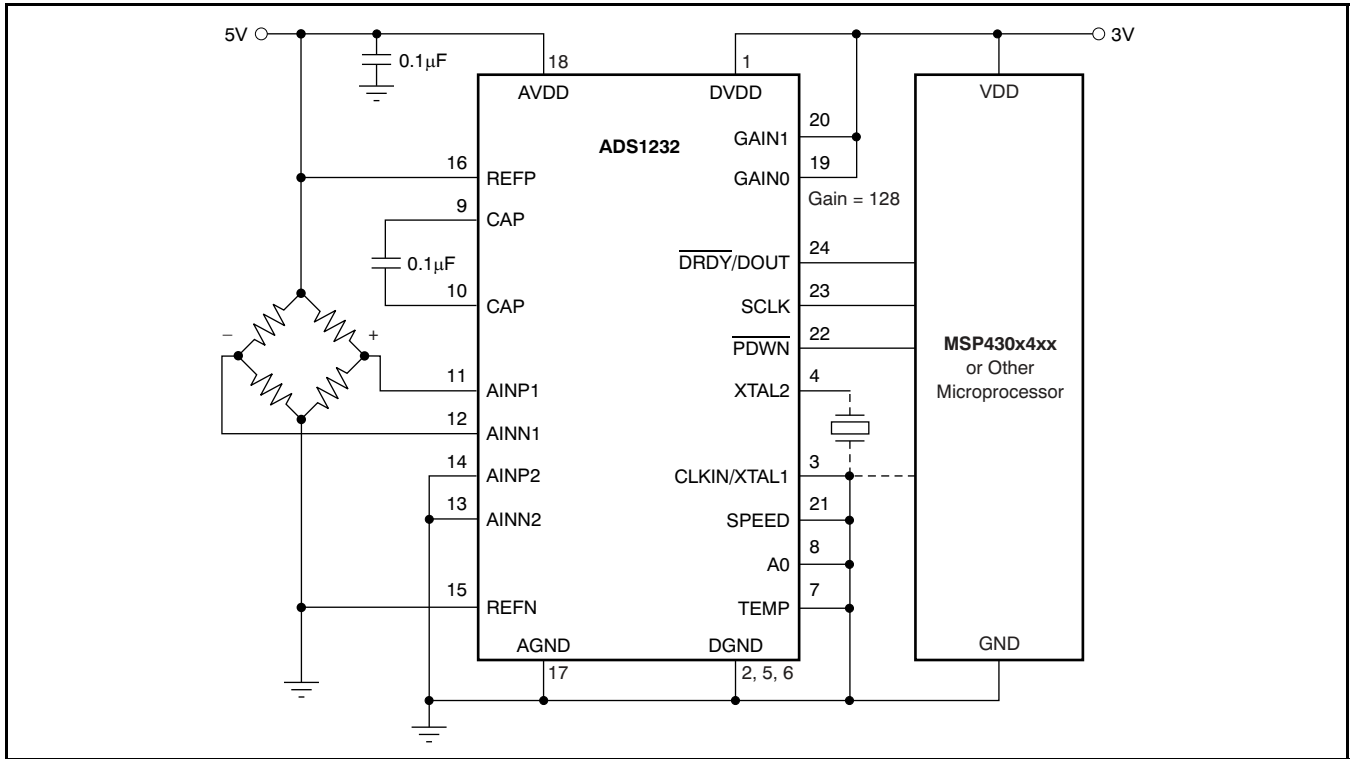 5V
3V
0.1μF
18
1
AVDD
DVDD
VDD
ADS1232
GAIN1
20
GAIN0
19
Gain = 128
16
REFP
9
CAP
0.1μF
10
CAP
DRDY/DOUT
24
SCLK
23
PDWN
22
XTAL2
4
MSP430x4xx
or Other
Microprocessor
–
+
11
AINP1
12
AINN1
14
AINP2
13
AINN2
CLKIN/XTAL1
3
SPEED
21
A0
8
TEMP
7
15
REFN
AGND
DGND
GND
17
2, 5, 6